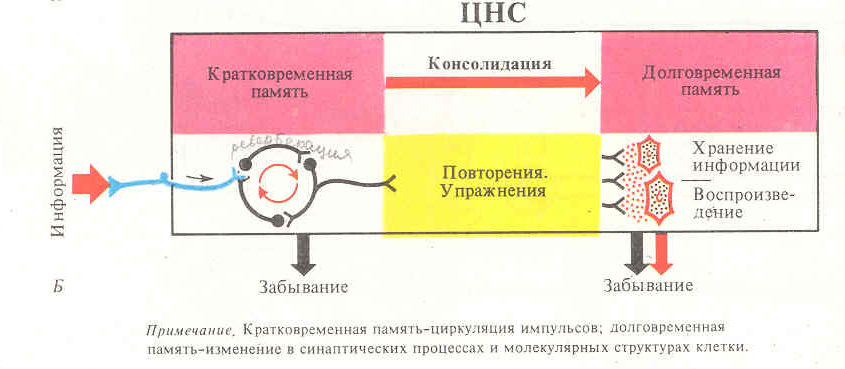 ЦНС
Кратковременная
память
Консолидация
Долговременная
память
Информация
реверберация
Повторения.
Упражнения
Хранение
информации
Воспроизве-
дение
Б
Забывание
Забывание
Примечание. Кратковременная память-циркуляция импульсов; долговременная
память-изменение в синаптических процессах и молекулярных структурах клетки.